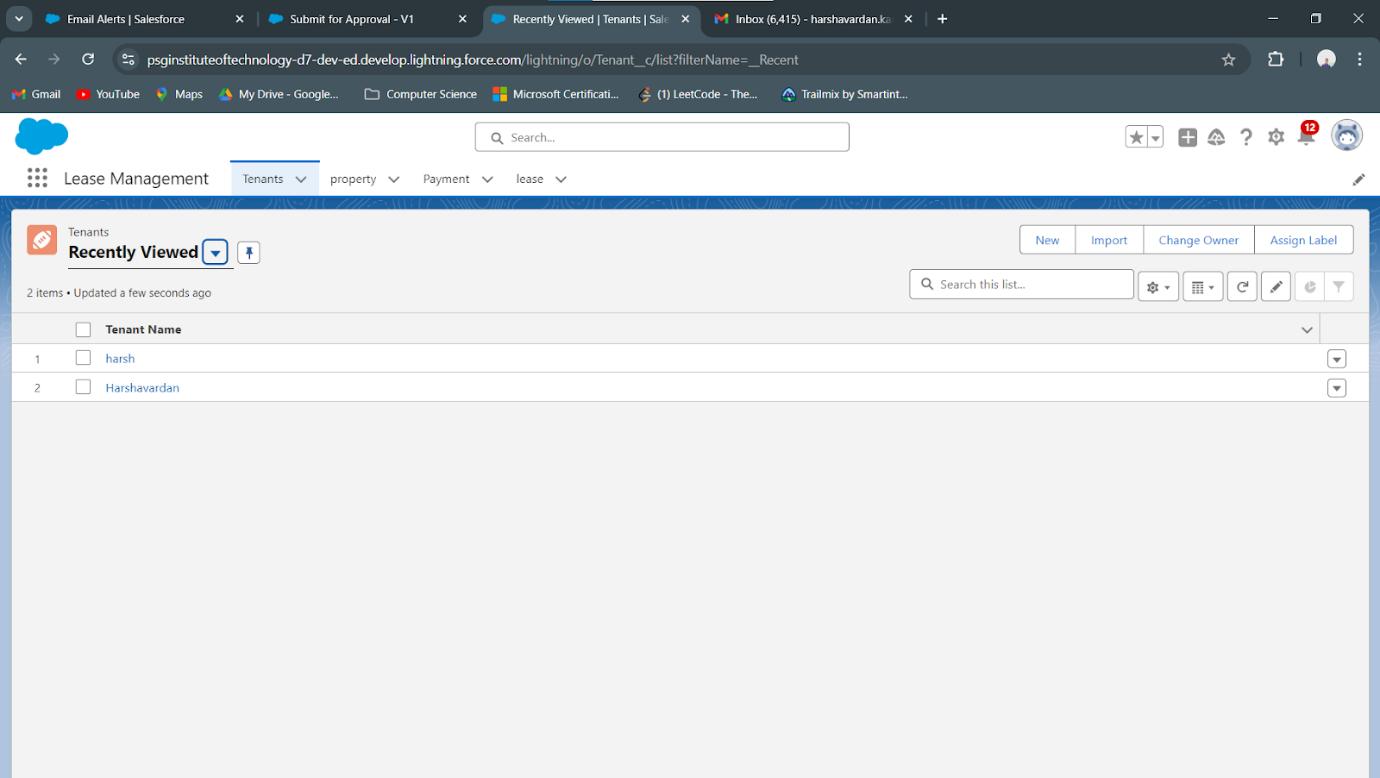 Email Alerts | Salesforce
Submit for Approval - V1
Recently Viewed | Tenants | Sale
Inbox (6,415) - harshavardan.ka
psginstituteoftechnology-d7-dev-ed.develop.lightning.force.com/lightning/o/Tenant__c/list?filterName=__Recent
Gmail
YouTube
Maps
My Drive - Google...
Computer Science
Microsoft Certificati...
(1) LeetCode - The...
Trailmix by Smartint...
Search...
12
Lease Management
Tenants
property
Payment
lease
Tenants
Recently Viewed
New
Import
Change Owner
Assign Label
2 items • Updated a few seconds ago
Search this list...
Tenant Name
1 harsh
2 Harshavardan